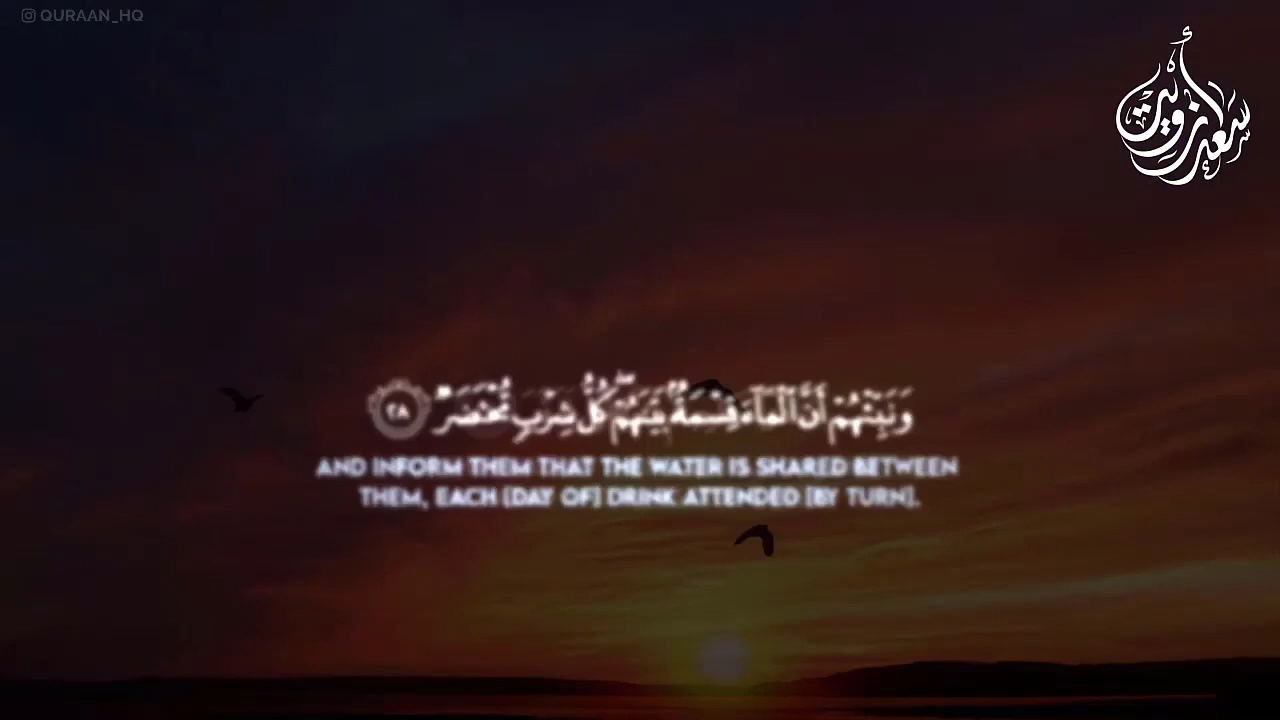 QURAAN_HQ
وَنَبِّئْهُمْ أَنَّ الْمَاءَ قِسْمَةٌ بَيْنَهُمْ ۖ كُلُّ شِرْبٍ مُّحْتَضَرٌ ٢٨
AND INFORM THEM THAT THE WATER IS SHARED BETWEEN
THEM, EACH [DAY OF] DRINK ATTENDED [BY TURN].